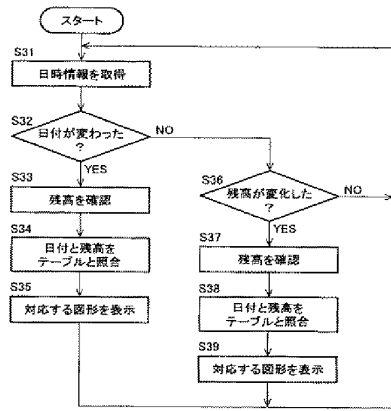 スタート
S31
日時情報を取得
S32
日付が変わった
?
NO
YES
S33
残高を確認
S34
日付と残高を
テーブルと照合
S35
対応する図形を表示
S36
残高が変化した
?
NO
YES
S37
残高を確認
S38
日付と残高を
テーブルと照合
S39
対応する図形を表示